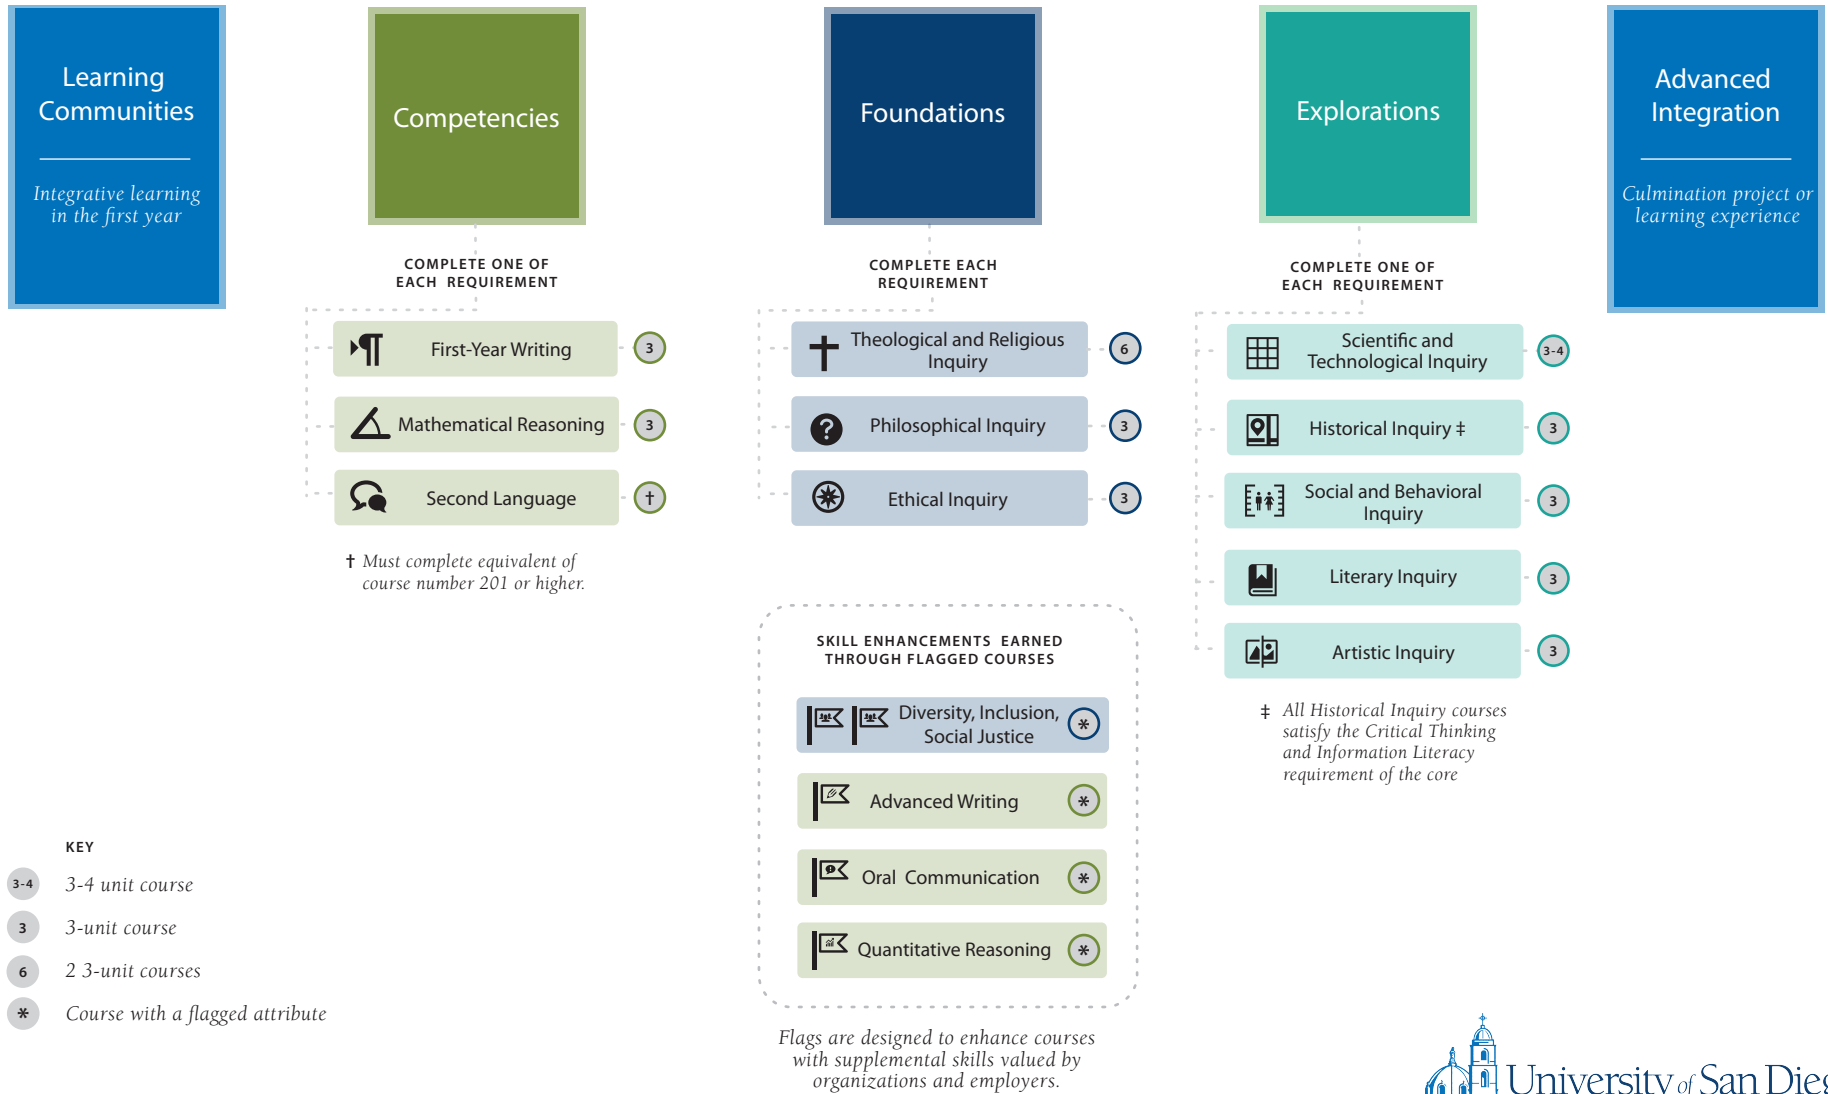 Learning
Communities
Integrative learning
in the first year
Competencies
COMPLETE ONE OF
EACH REQUIREMENT
First-Year Writing
3
Mathematical Reasoning
3
Second Language
†
† Must complete equivalent of
course number 201 or higher.
Foundations
COMPLETE EACH
REQUIREMENT
Theological and Religious
Inquiry
6
?
Philosophical Inquiry
3
Ethical Inquiry
3
SKILL ENHANCEMENTS EARNED
THROUGH FLAGGED COURSES
Diversity, Inclusion,
Social Justice
*
Advanced Writing
*
Oral Communication
*
Quantitative Reasoning
*
Flags are designed to enhance courses
with supplemental skills valued by
organizations and employers.
Explorations
COMPLETE ONE OF
EACH REQUIREMENT
Scientific and
Technological Inquiry
3-4
Historical Inquiry ‡
3
Social and Behavioral
Inquiry
3
Literary Inquiry
3
Artistic Inquiry
3
‡ All Historical Inquiry courses
satisfy the Critical Thinking
and Information Literacy
requirement of the core
Advanced
Integration
Culmination project or
learning experience
KEY
3-4 3-4 unit course
3 3-unit course
6 2 3-unit courses
* Course with a flagged attribute
University of San Dieg